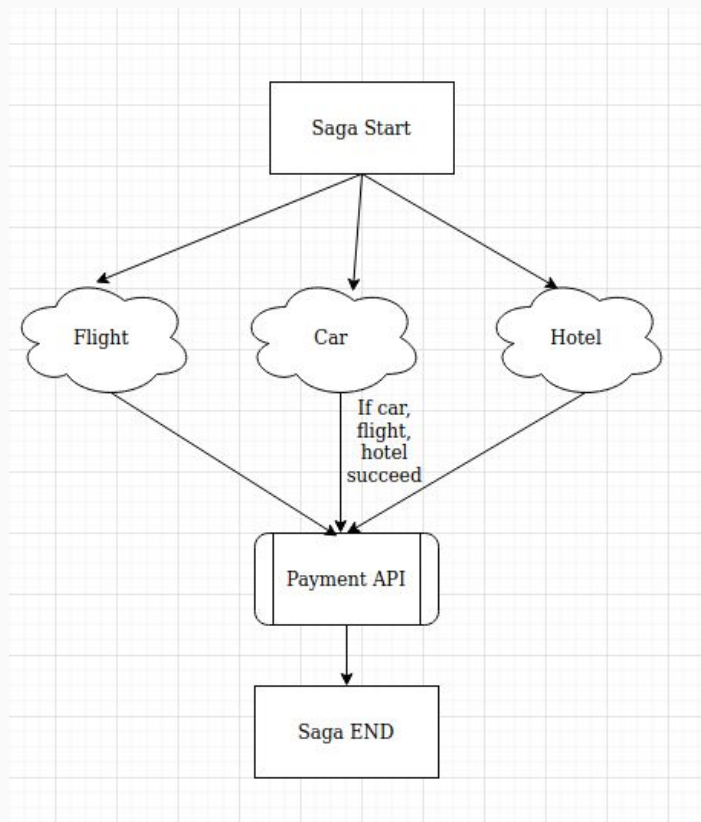 Saga Start
Flight
Car
Hotel
If car,
flight,
hotel
succeed
Payment API
Saga END